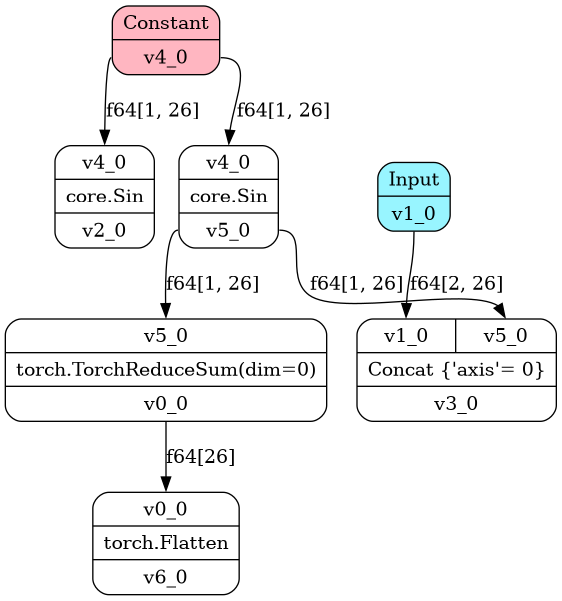 Constant
v4_0
f64[1, 26]
f64[1, 26]
v4_0
core.Sin
v2_0
v4_0
core.Sin
v5_0
Input
v1_0
f64[1, 26]
f64[1, 26]
f64[2, 26]
v5_0
torch.TorchReduceSum(dim=0)
v0_0
v1_0
v5_0
Concat {'axis'= 0}
v3_0
f64[26]
v0_0
torch.Flatten
v6_0